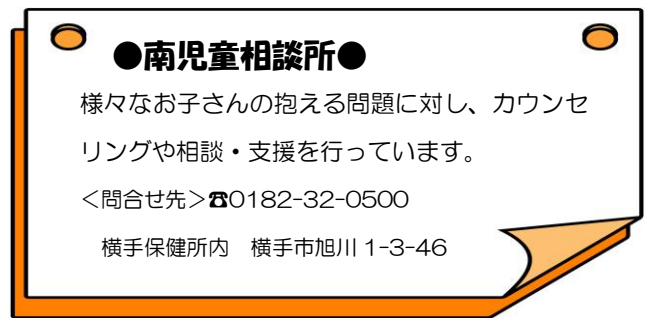 ●南児童相談所●
様々なお子さんの抱える問題に対し、カウンセ
リングや相談・支援を行っています。
＜問合せ先＞☎0182-32-0500
横手保健所内　横手市旭川 1-3-46